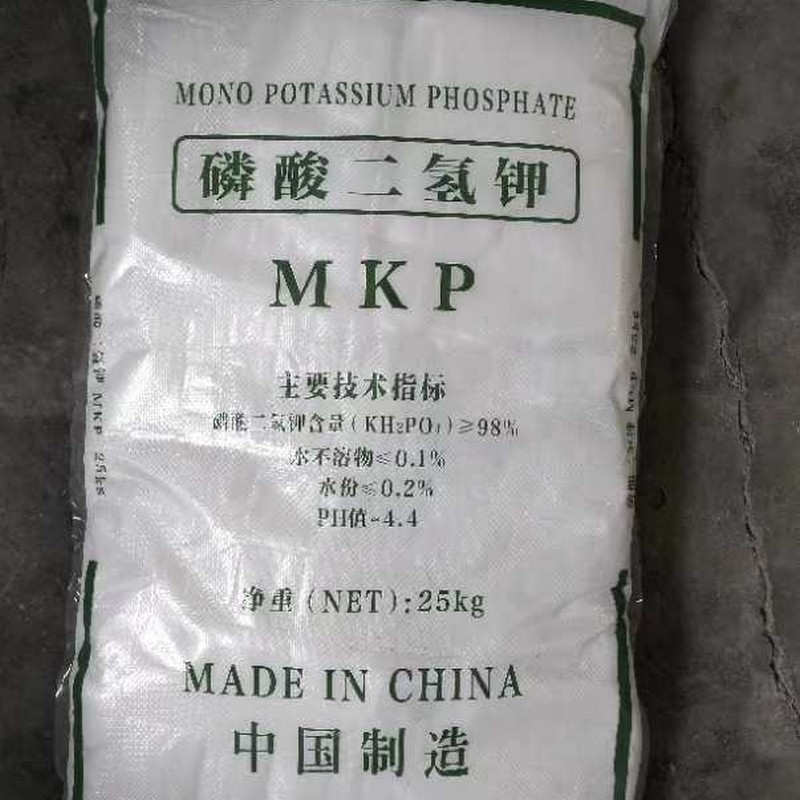 MONO POTASSIUM PHOSPHATE
磷酸二氢钾
MKP
主要技术指标
磷酸二氢钾含量(KH₂PO₄)≥98%
水不溶物≤0.1%
水份≤0.2%
PH值-4.4
净重(NET):25kg
MADE IN CHINA
中国制造
MKP 25kg